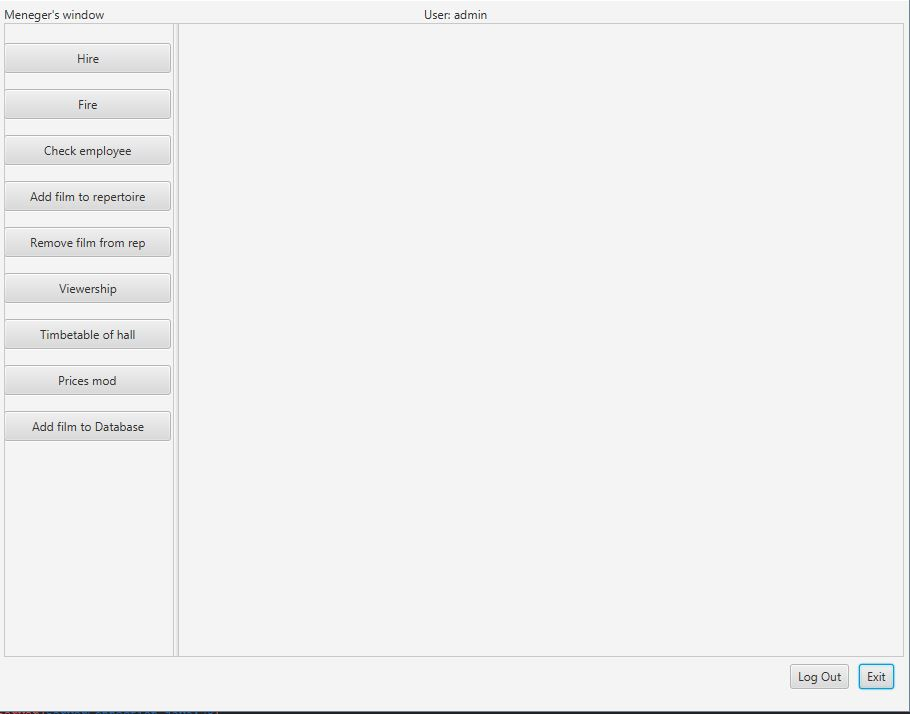 Meneger's window
User: admin
Hire
Fire
Check employee
Add film to repertoire
Remove film from rep
Viewership
Timbetable of hall
Prices mod
Add film to Database
Log Out
Exit